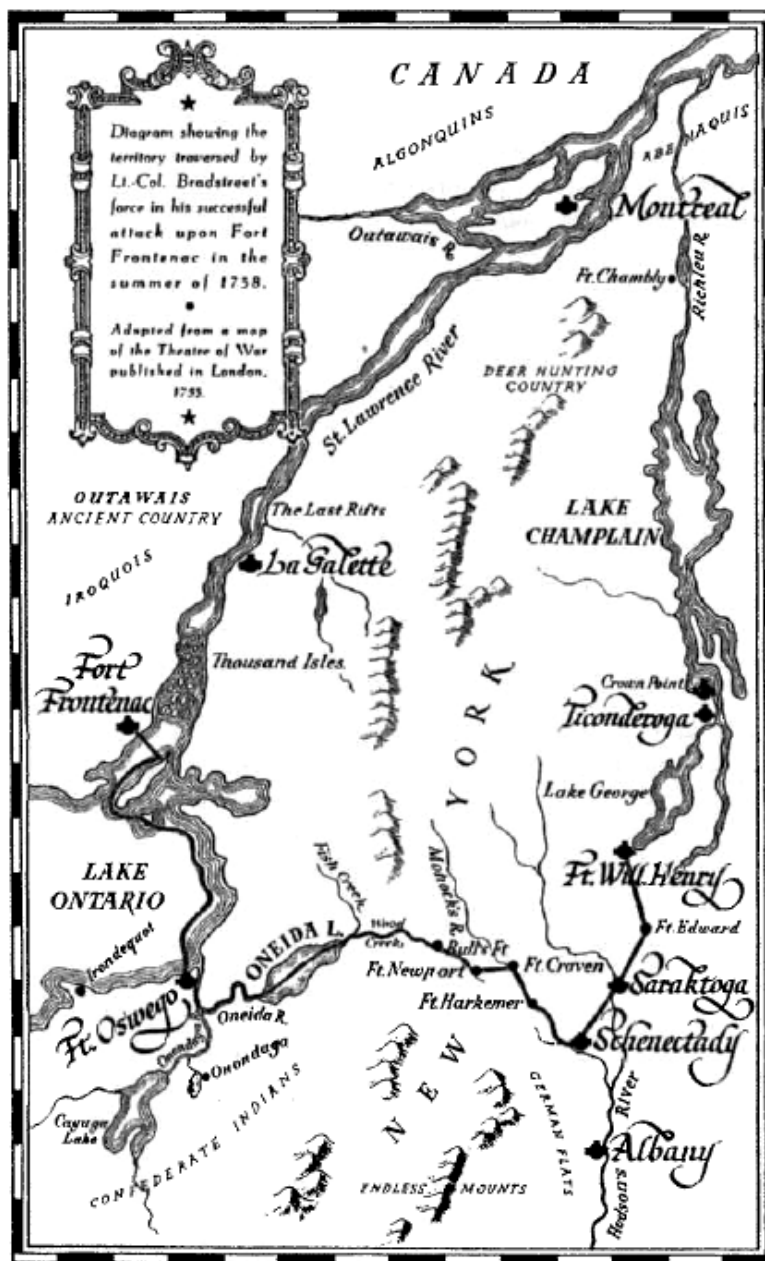 Diagram showing the
territory traversed by
Lt.-Col. Bradstreet's
force in his successful
attack upon Fort
Frontenac in the
summer of 1758.
Adapted from a map
of the Theatre of War
published in London,
1755.
CANADA
ALGONQUINS
ABENAQUIS
Montreal
Outawais R.
Ft. Chambly
Richleu R.
St. Lawrence River
DEER HUNTING
COUNTRY
OUTAWAIS
ANCIENT COUNTRY
The Last Rifts
LAKE
CHAMPLAIN
La Galette
IROQUOIS
Thousand Isles
Fort
Frontenac
Crown Point
Ticonderoga
NEW YORK
Lake George
LAKE
ONTARIO
Fish Creek
Mohock's R.
Ft. Will. Henry
Irondequot
ONEIDA L.
Wood
Creek
Bull's Ft
Ft. Edward
Ft. Newport
Ft. Craven
Saraktoga
Ft. Oswego
Oneida R.
Ft. Harkemer
Schenectady
Onondaga
Cayuga
Lake
CONFEDERATE INDIANS
GERMAN FLATS
Albany
ENDLESS MOUNTS
Hudson's River